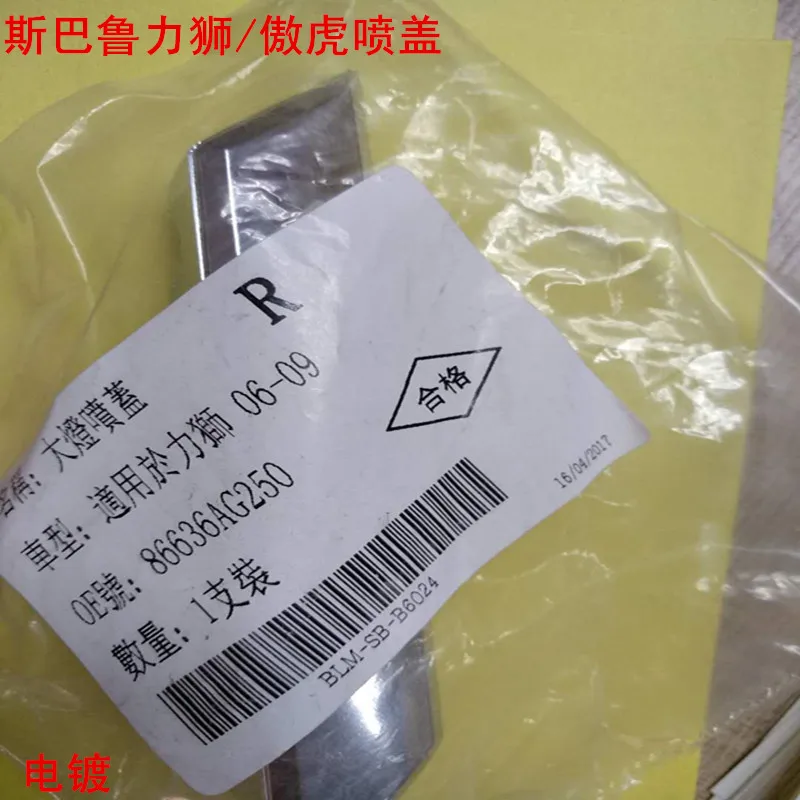 斯巴鲁力狮/傲虎喷盖
R
名稱: 大燈噴蓋
車型: 適用於力獅 06-09
OE號: 86636AG250
數量: 1支裝
合格
16/04/2017
BLM-SB-B6024
电镀